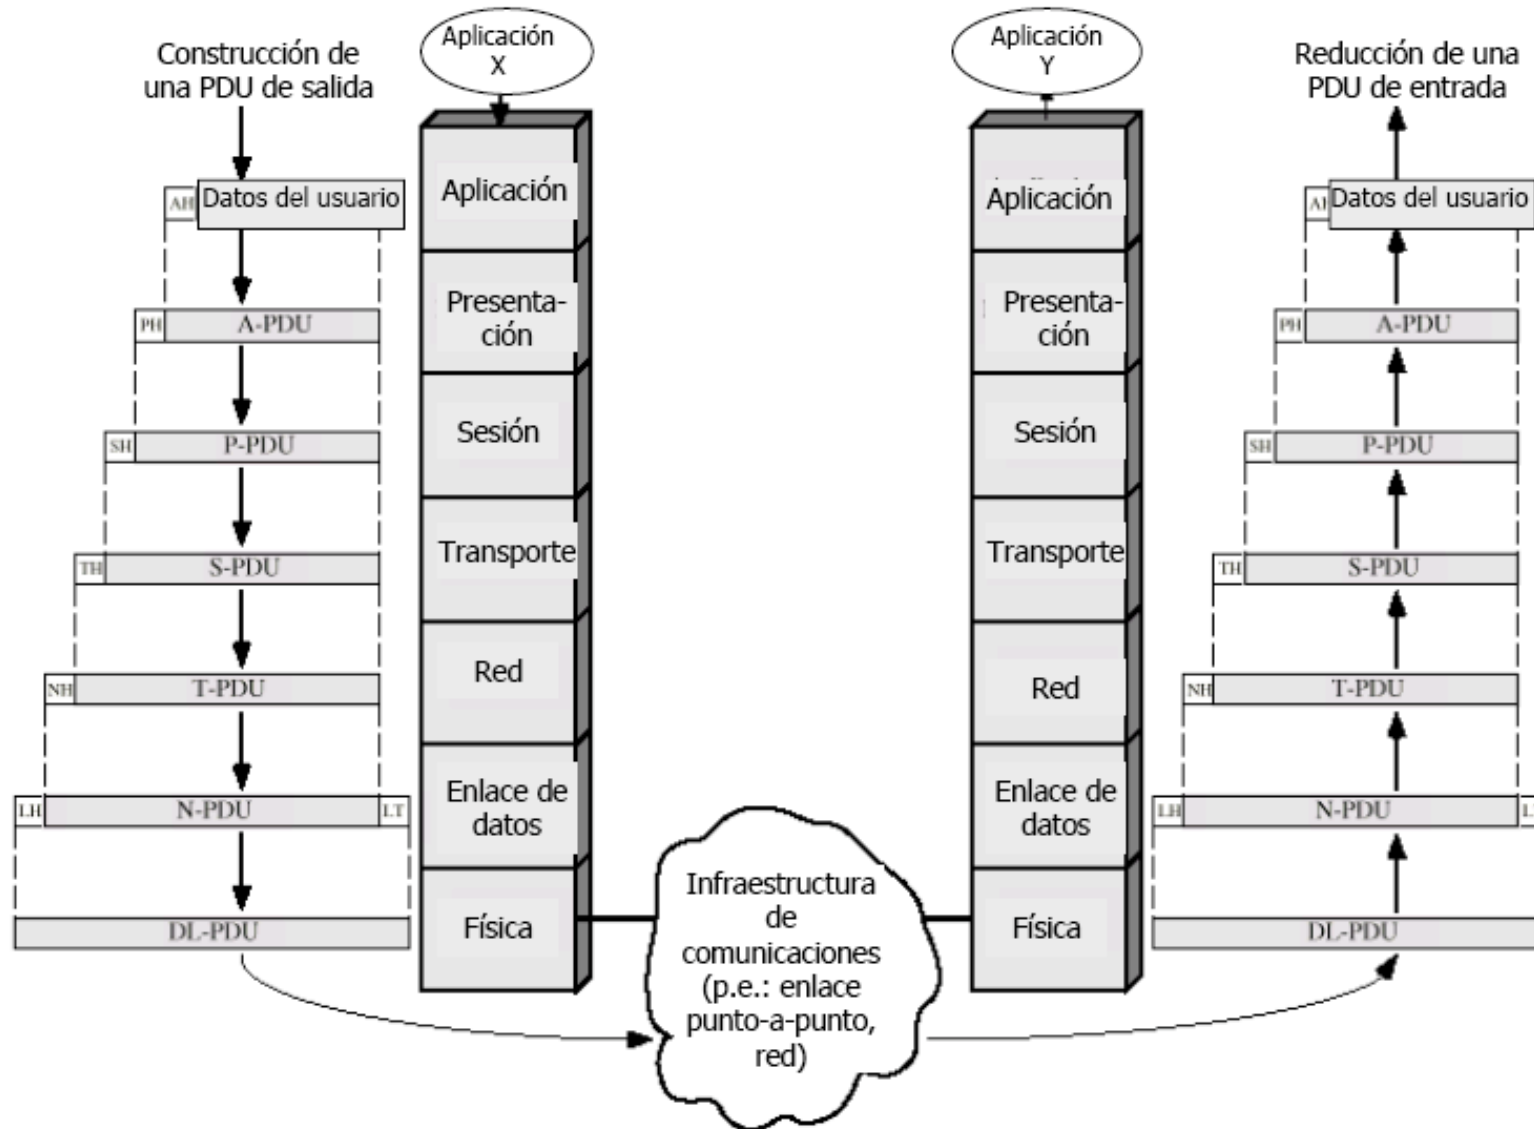 Construcción de
una PDU de salida
Aplicación
X
Aplicación
Y
Reducción de una
PDU de entrada
AH
Datos del usuario
PH
A-PDU
SH
P-PDU
TH
S-PDU
NH
T-PDU
LH
N-PDU
LT
DL-PDU
Aplicación
Presenta-
ción
Sesión
Transporte
Red
Enlace de
datos
Física
Infraestructura
de
comunicaciones
(p.e.: enlace
punto-a-punto,
red)
Aplicación
Presenta-
ción
Sesión
Transporte
Red
Enlace de
datos
Física
Datos del usuario
PH
A-PDU
SH
P-PDU
TH
S-PDU
NH
T-PDU
LH
N-PDU
DL-PDU